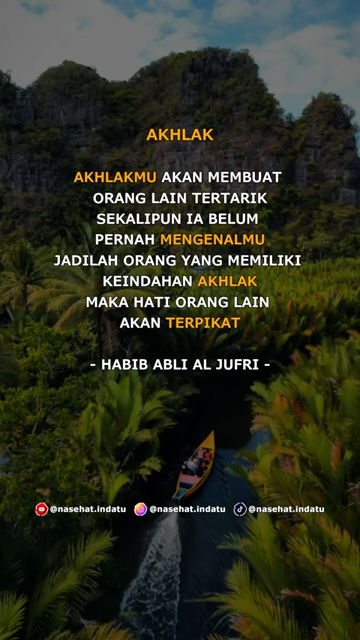 AKHLAK
AKHLAKMU AKAN MEMBUAT
ORANG LAIN TERTARIK
SEKALIPUN IA BELUM
PERNAH MENGENALMU
JADILAH ORANG YANG MEMILIKI
KEINDAHAN AKHLAK
MAKA HATI ORANG LAIN
AKAN TERPIKAT
- HABIB ABLI AL JUFRI -
@nasehat.indatu @nasehat.indatu @nasehat.indatu